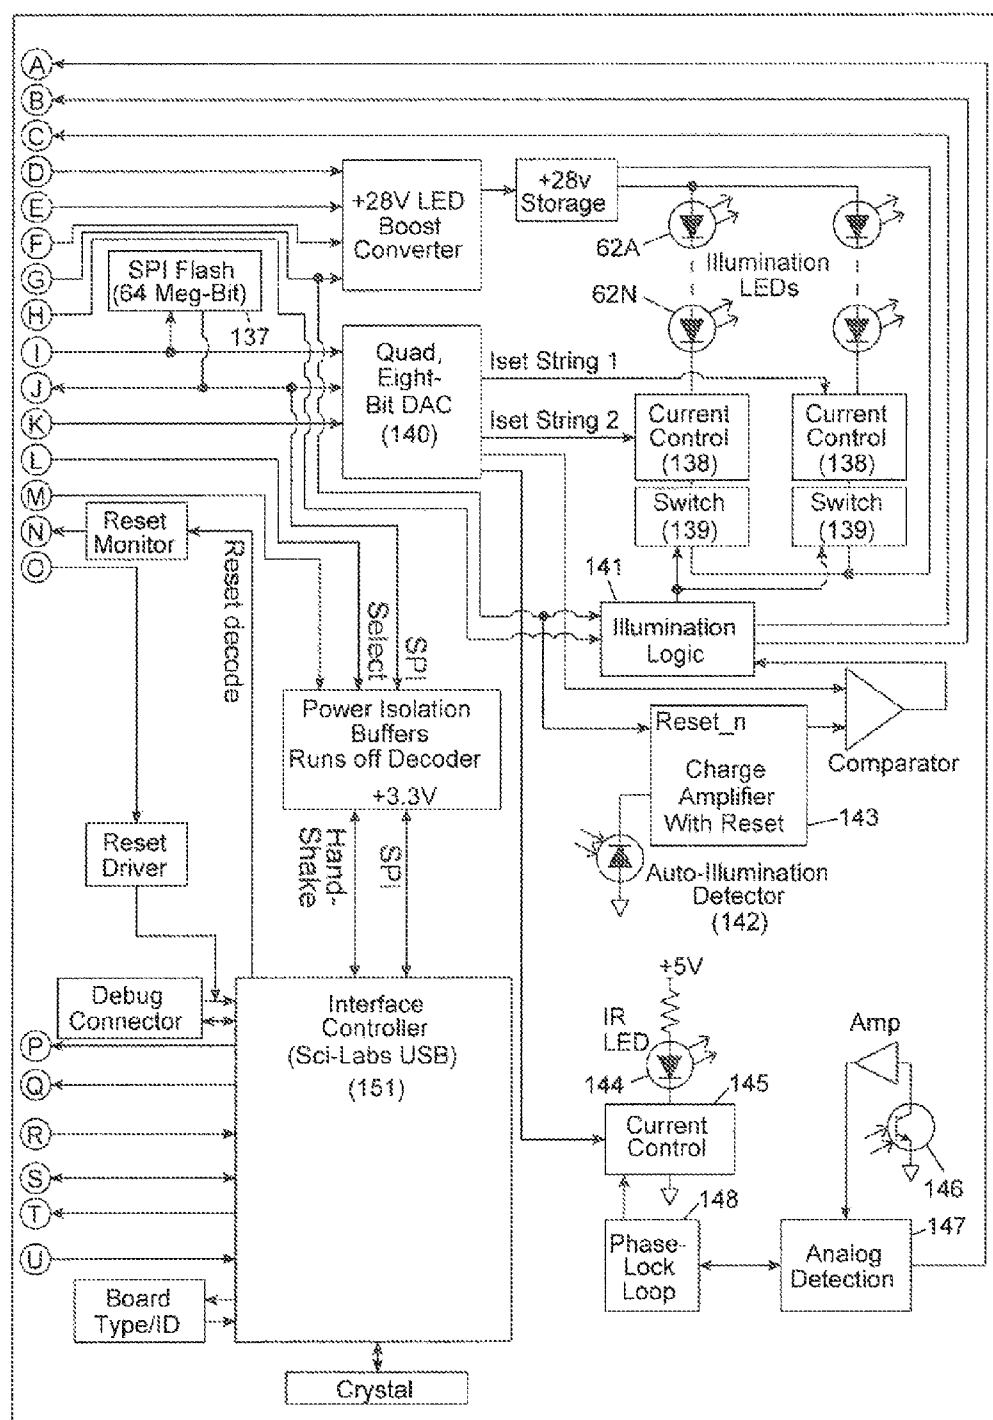 A
B
C
D
E
F
G
H
I
J
K
L
M
N
O
+28V LED
Boost
Converter
+28v
Storage
62A
Illumination
LEDs
62N
SPI Flash
(64 Meg-Bit)
137
Quad,
Eight-
Bit DAC
(140)
Iset String 1
Iset String 2
Current
Control
(138)
Current
Control
(138)
Switch
(139)
Switch
(139)
Reset
Monitor
Reset decode
Select
SPI
141
Illumination
Logic
Power Isolation
Buffers
Runs off Decoder
+3.3V
Reset_n
Charge
Amplifier
With Reset
143
Comparator
Reset
Driver
Hand-
Shake
SPI
Auto-Illumination
Detector
(142)
Debug
Connector
Interface
Controller
(Sci-Labs USB)
(151)
P
Q
R
S
T
U
+5V
IR
LED
144
145
Current
Control
Amp
146
148
Phase-
Lock
Loop
147
Analog
Detection
Board
Type/ID
Crystal